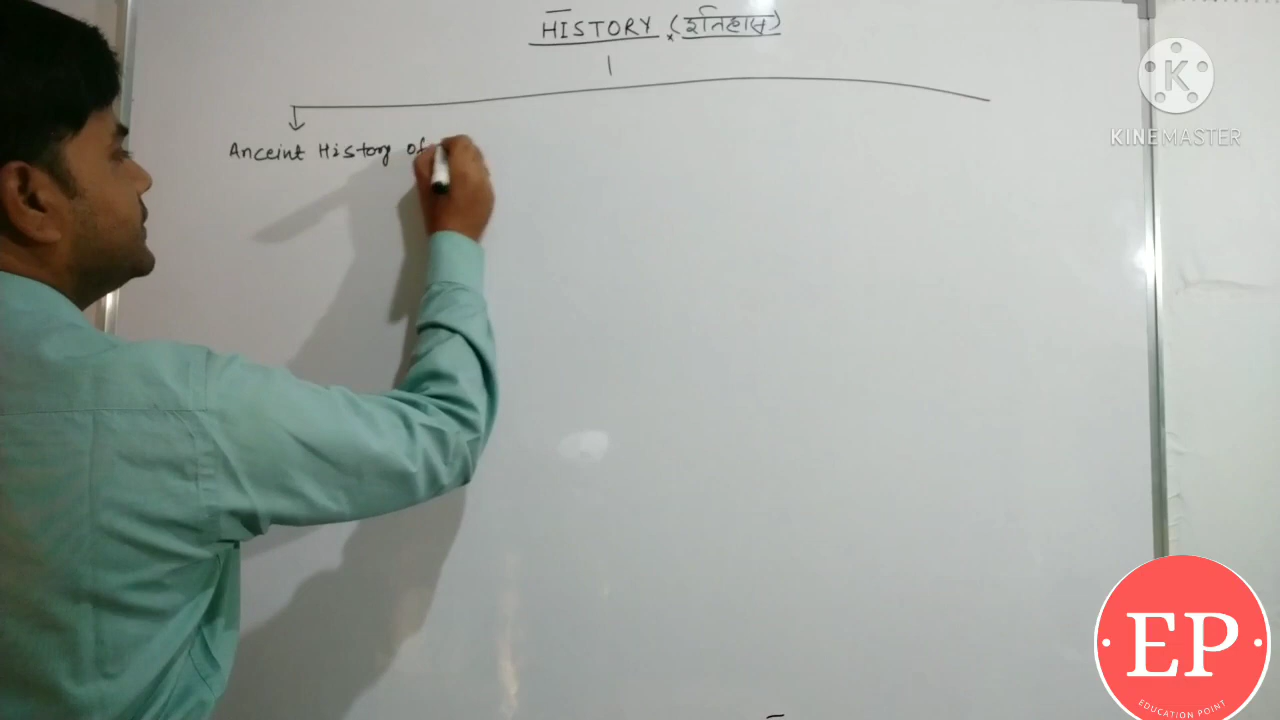 HISTORY (इतिहास)
Anceint History of
KINEMASTER
EP
EDUCATION POINT